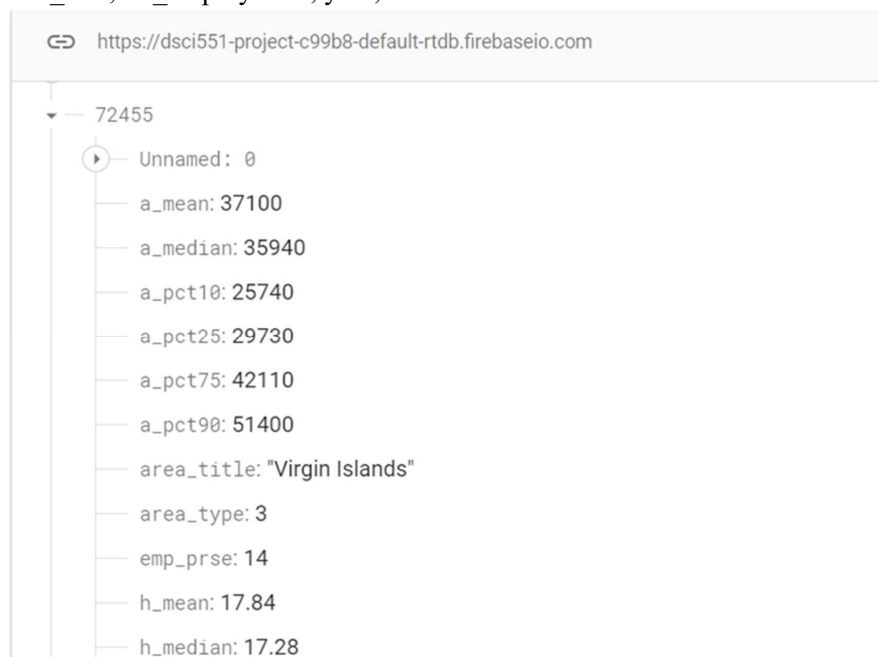 https://dsci551-project-c99b8-default-rtdb.firebaseio.com
72455
Unnamed: 0
a_mean: 37100
a_median: 35940
a_pct10: 25740
a_pct25: 29730
a_pct75: 42110
a_pct90: 51400
area_title: "Virgin Islands"
area_type: 3
emp_prse: 14
h_mean: 17.84
h_median: 17.28